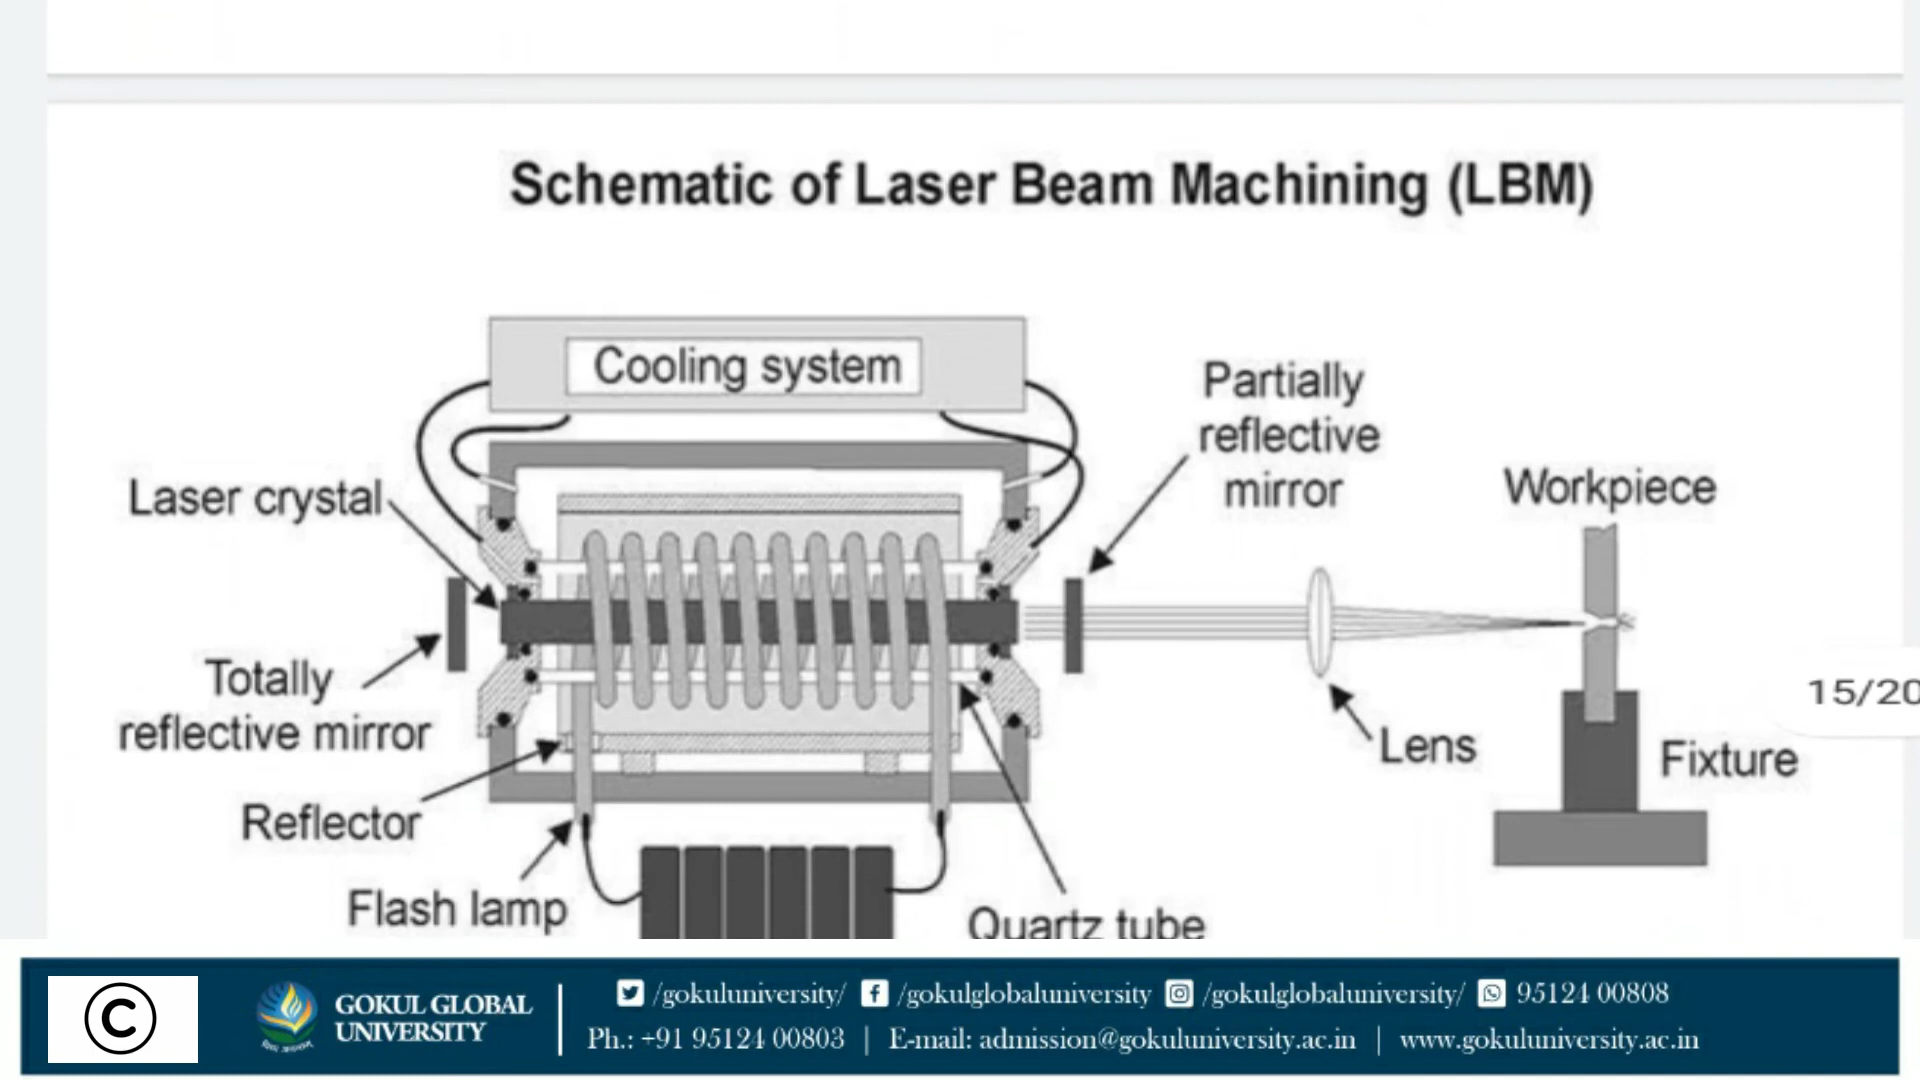 Schematic of Laser Beam Machining (LBM)
Cooling system
Partially
reflective
mirror
Laser crystal
Workpiece
Totally
reflective mirror
15/20
Lens
Fixture
Reflector
Flash lamp
Quartz tube
©
GOKUL GLOBAL
UNIVERSITY
/gokuluniversity/ /gokulglobaluniversity /gokulglobaluniversity/ 95124 00808
Ph.: +91 95124 00803 | E-mail: admission@gokuluniversity.ac.in | www.gokuluniversity.ac.in